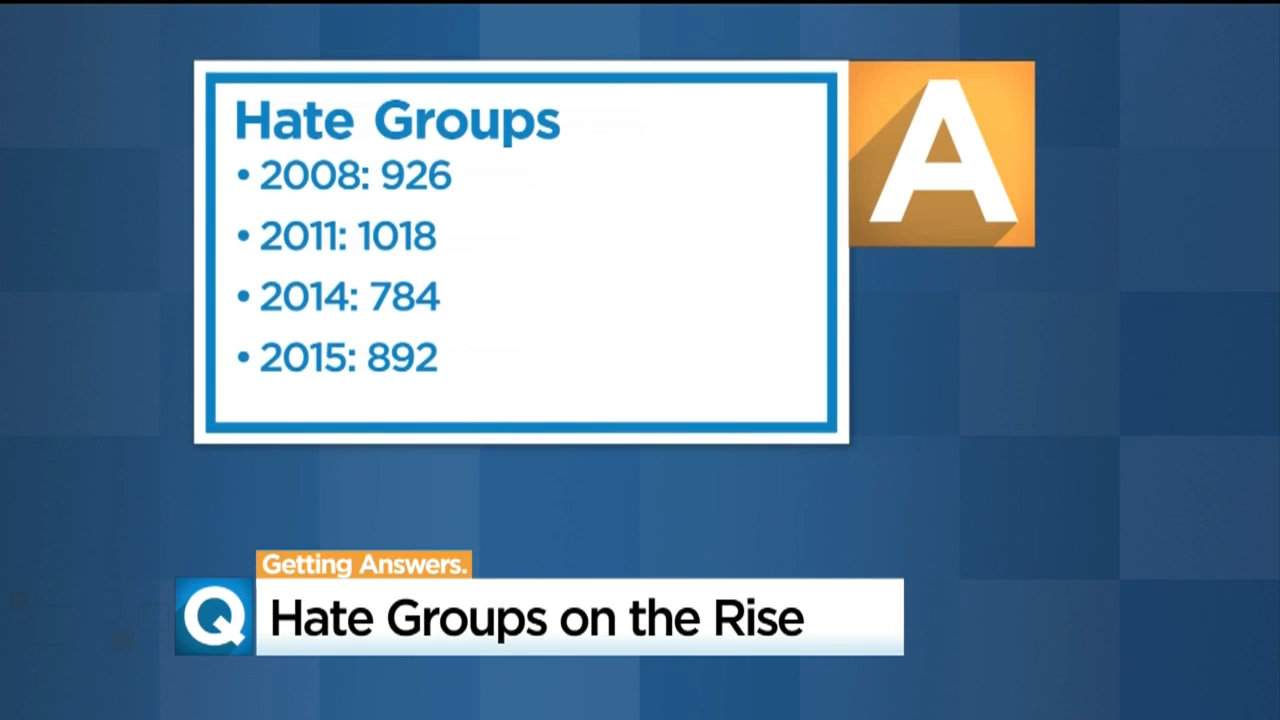 Hate Groups
• 2008: 926
• 2011: 1018
• 2014: 784
• 2015: 892
A
Getting Answers.
Q
Hate Groups on the Rise